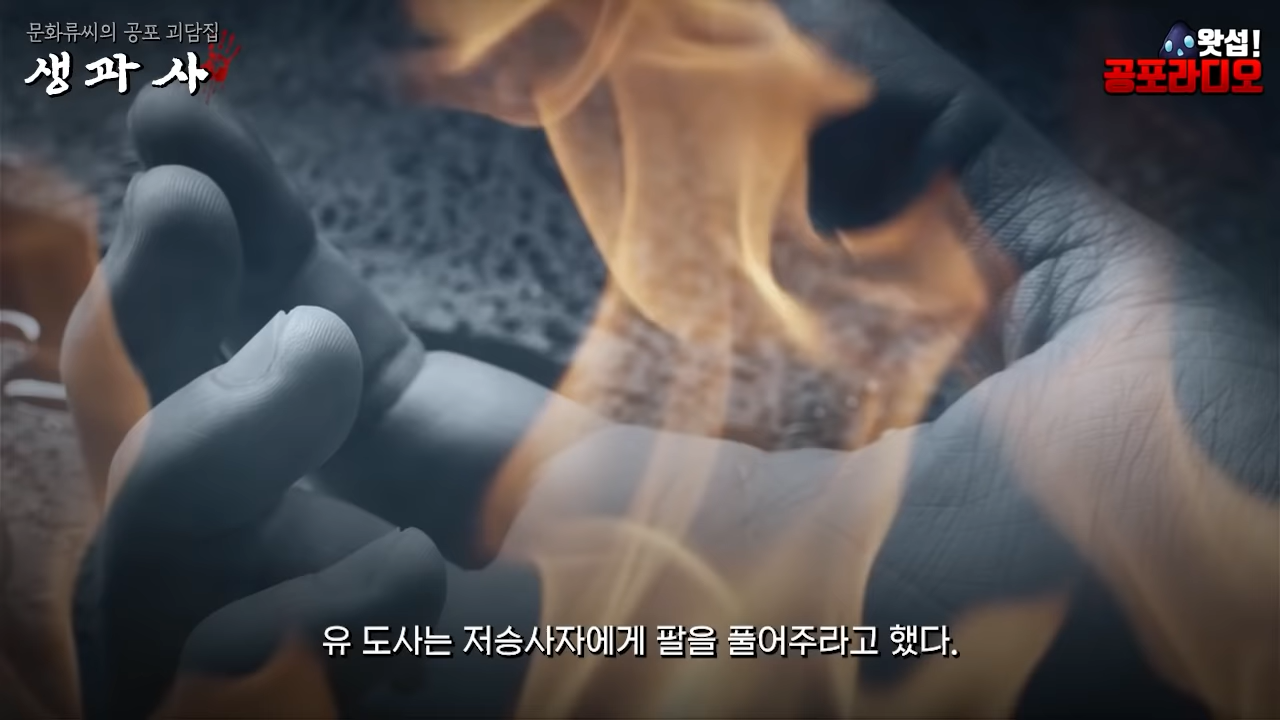 문화류씨의 공포 괴담집
생과 사
왓섭!
공포라디오
유 도사는 저승사자에게 팔을 풀어주라고 했다.